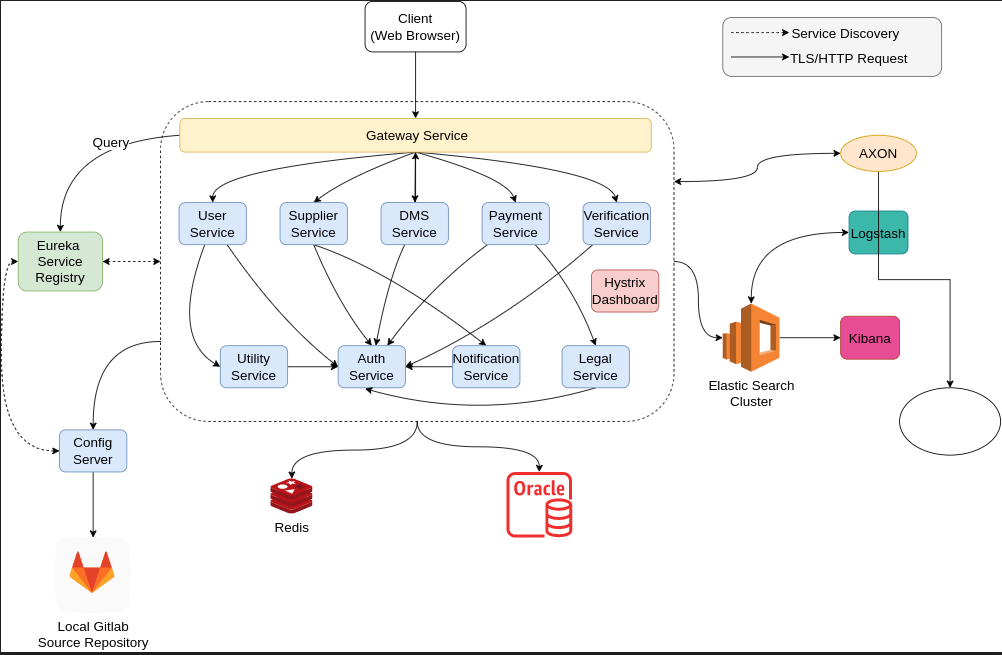 Client
(Web Browser)
Service Discovery
TLS/HTTP Request
Gateway Service
Query
AXON
User
Service
Supplier
Service
DMS
Service
Payment
Service
Verification
Service
Logstash
Eureka
Service
Registry
Hystrix
Dashboard
Kibana
Utility
Service
Auth
Service
Notification
Service
Legal
Service
Elastic Search
Cluster
Config
Server
Oracle
Redis
Local Gitlab
Source Repository